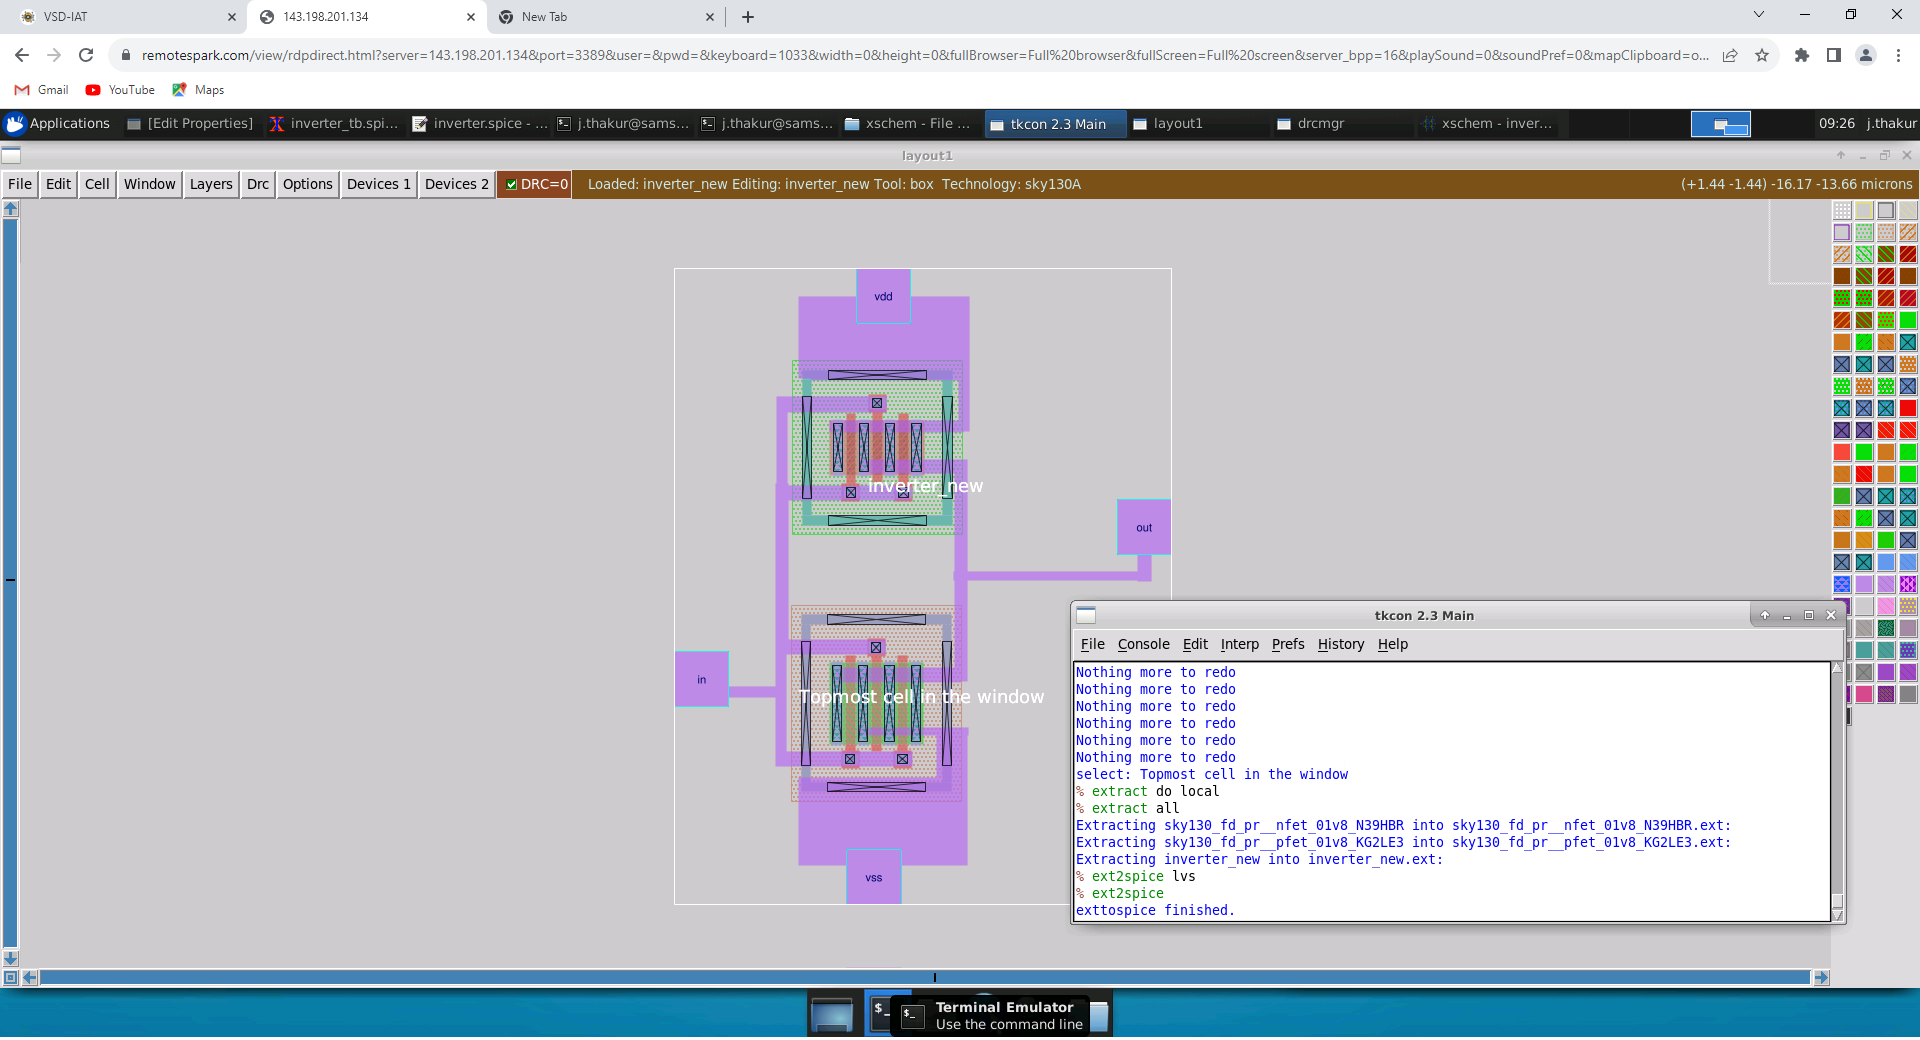 VSD-IAT
143.198.201.134
New Tab
remotespark.com/view/rdpdirect.html?server=143.198.201.134&port=3389&user=&pwd=&keyboard=1033&width=0&height=0&fullBrowser=Full%20browser&fullScreen=Full%20screen&server_bpp=16&playSound=0&soundPref=0&mapClipboard=o...
Gmail YouTube Maps
Applications [Edit Properties] inverter_tb.spi... inverter.spice - ... j.thakur@sams... j.thakur@sams... xschem - File ... tkcon 2.3 Main layout1 drcmgr xschem - inver... 09:26 j.thakur
layout1
File Edit Cell Window Layers Drc Options Devices 1 Devices 2 DRC=0 Loaded: inverter_new Editing: inverter_new Tool: box Technology: sky130A (+1.44 -1.44) -16.17 -13.66 microns
vdd
inverter_new
out
in
Topmost cell in the window
vss
tkcon 2.3 Main
File Console Edit Interp Prefs History Help
Nothing more to redo
Nothing more to redo
Nothing more to redo
Nothing more to redo
Nothing more to redo
Nothing more to redo
select: Topmost cell in the window
% extract do local
% extract all
Extracting sky130_fd_pr__nfet_01v8_N39HBR into sky130_fd_pr__nfet_01v8_N39HBR.ext:
Extracting sky130_fd_pr__pfet_01v8_KG2LE3 into sky130_fd_pr__pfet_01v8_KG2LE3.ext:
Extracting inverter_new into inverter_new.ext:
% ext2spice lvs
% ext2spice
exttospice finished.
$_
$_
Terminal Emulator
Use the command line